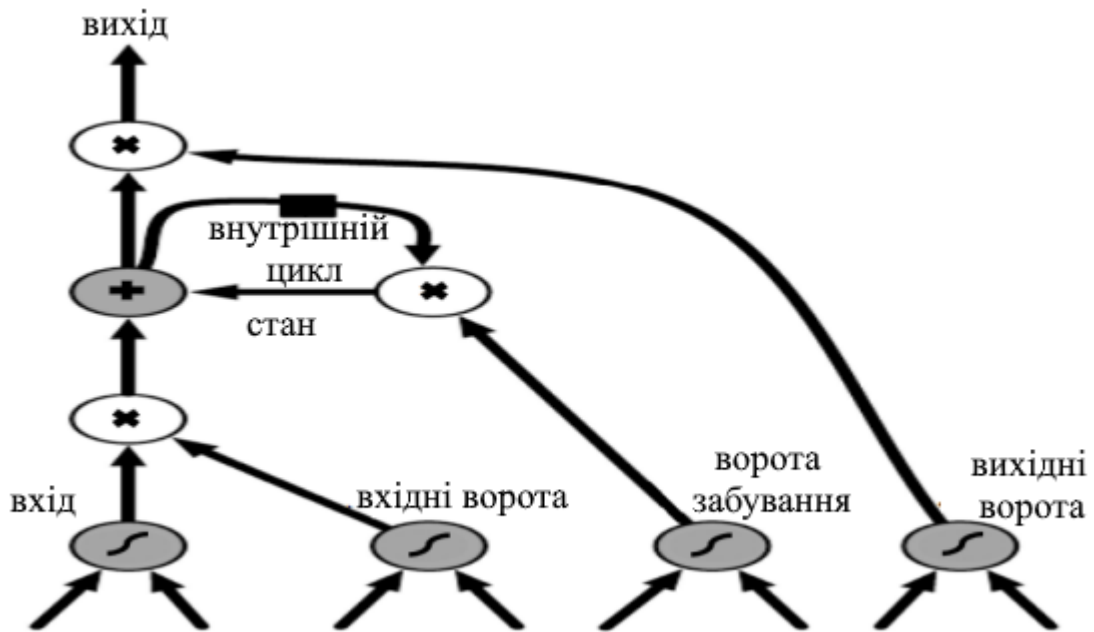 вихід
внутрішній
цикл
стан
вхід
вхідні ворота
ворота
забування
вихідні
ворота